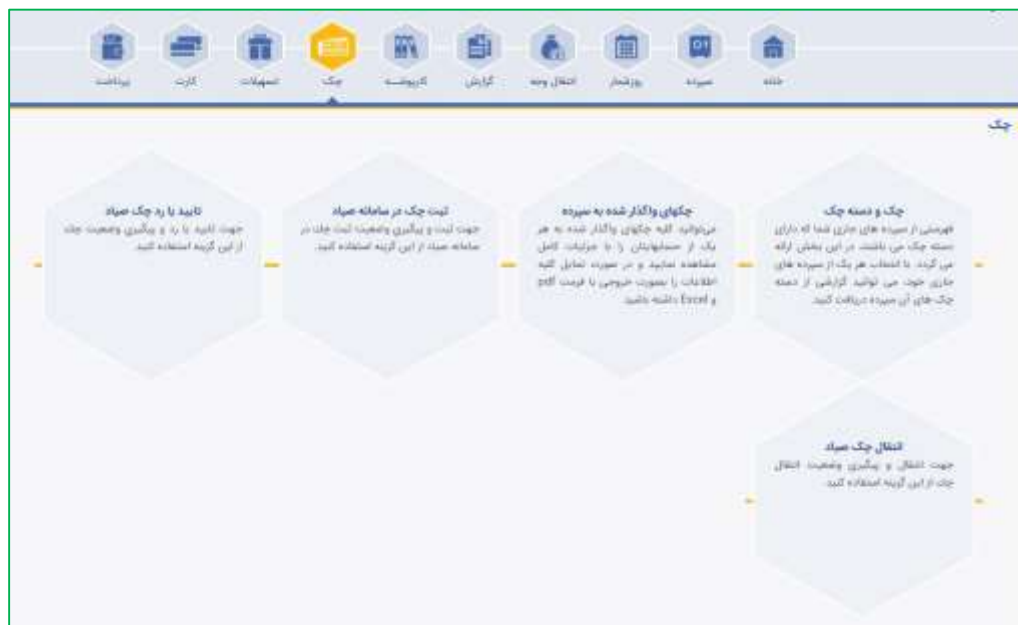 خانه
سپرده
روزشمار
انتقال وجه
گزارش
کارپوشـــه
چک
تسهیلات
کارت
پرداخت
چک
چک و دسته چک
فهرستی از سپرده های جاری شما که دارای
دسته چک می باشند، در این بخش ارائه
می گردد. با انتخاب هر یک از سپرده های
جاری خود، می توانید گزارشی از دسته
چک های آن سپرده دریافت کنید.
چکهای واگذار شده به سپرده
می‌توانید کلیه چکهای واگذار شده به هر
یک از حسابهایتان را با جزئیات کامل
مشاهده نمایید و در صورت تمایل کلیه
اطلاعات را بصورت خروجی با فرمت pdf
و Excel داشته باشید.
ثبت چک در سامانه صیاد
جهت ثبت و پیگیری وضعیت ثبت چک در
سامانه صیاد از این گزینه استفاده کنید.
تایید یا رد چک صیاد
جهت تایید یا رد و پیگیری وضعیت چک
از این گزینه استفاده کنید.
انتقال چک صیاد
جهت انتقال و پیگیری وضعیت انتقال
چک از این گزینه استفاده کنید.